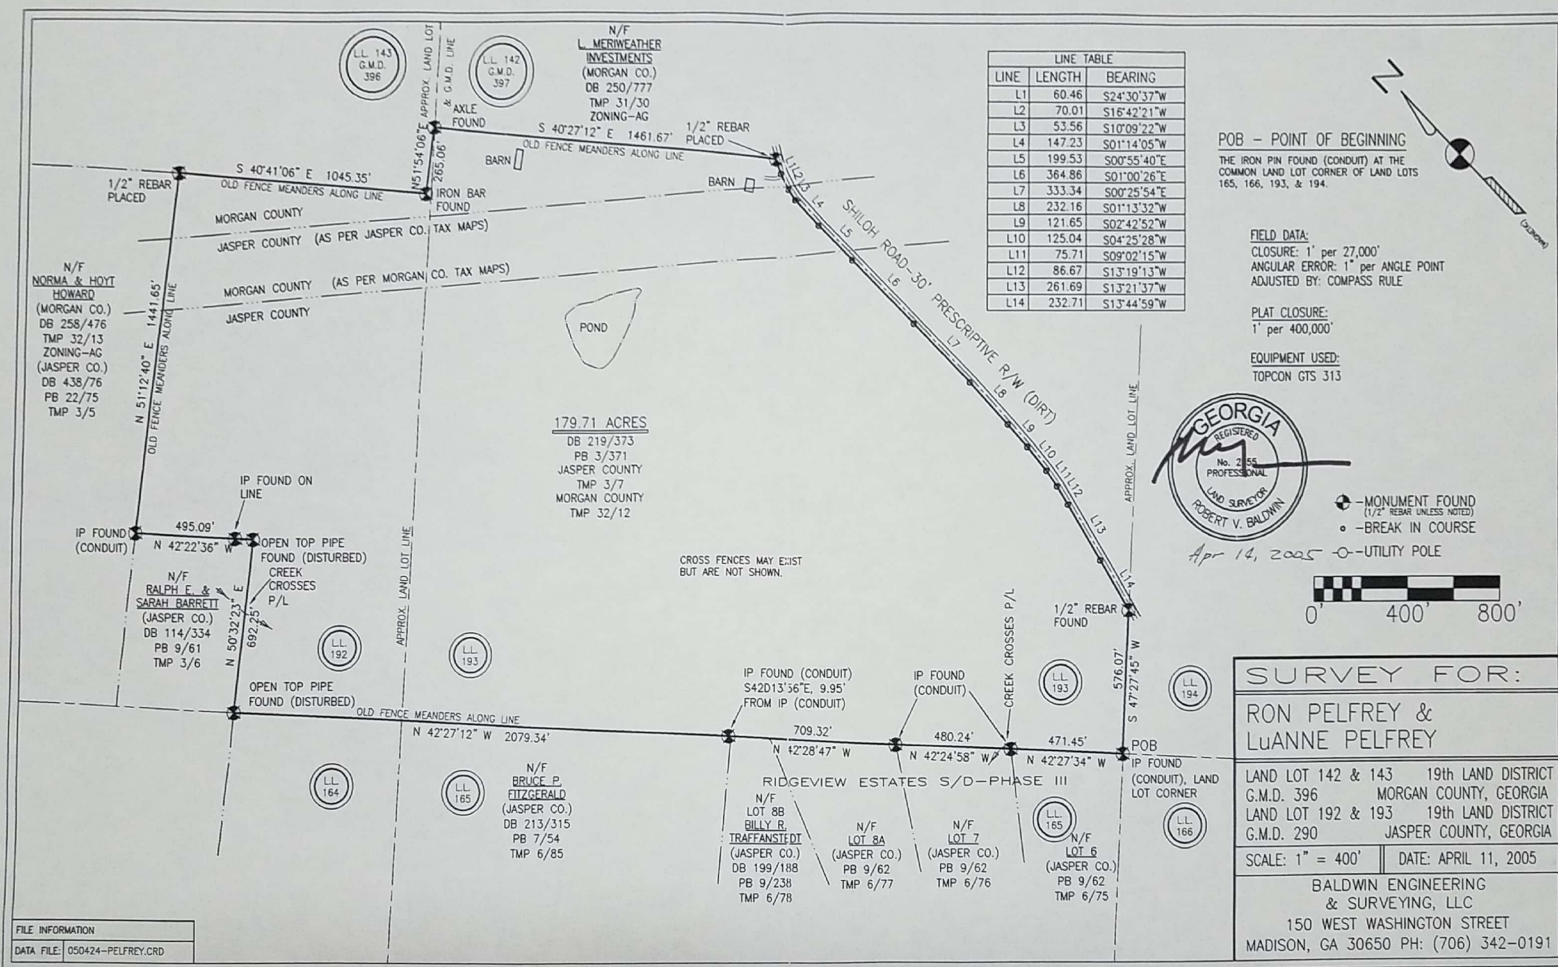 LL 143
G.M.D.
396
APPROX. LAND LOT
& G.M.D. LINE
LL 142
G.M.D.
397
N/F
L. MERIWEATHER
INVESTMENTS
(MORGAN CO.)
DB 250/777
TMP 31/30
ZONING-AG
AXLE
FOUND
S 40°27'12" E 1461.67'
OLD FENCE MEANDERS ALONG LINE
1/2" REBAR
PLACED
N51°54'06"E
265.06'
BARN
BARN
1/2" REBAR
PLACED
S 40°41'06" E 1045.35'
OLD FENCE MEANDERS ALONG LINE
IRON BAR
FOUND
MORGAN COUNTY
JASPER COUNTY (AS PER JASPER CO. TAX MAPS)
MORGAN COUNTY (AS PER MORGAN CO. TAX MAPS)
JASPER COUNTY
N/F
NORMA & HOYT
HOWARD
(MORGAN CO.)
DB 258/476
TMP 32/13
ZONING-AG
(JASPER CO.)
DB 438/76
PB 22/75
TMP 3/5
N 51°12'40" E 1441.65'
OLD FENCE MEANDERS ALONG LINE
POND
179.71 ACRES
DB 219/373
PB 3/371
JASPER COUNTY
TMP 3/7
MORGAN COUNTY
TMP 32/12
CROSS FENCES MAY EXIST
BUT ARE NOT SHOWN.
L1 L2 L3 L4 L5 L6 L7 L8 L9 L10 L11 L12 L13 L14
SHILOH ROAD-30' PRESCRIPTIVE R/W (DIRT)
LINE TABLE
LINE LENGTH BEARING
L1 60.46 S24°30'37"W
L2 70.01 S16°42'21"W
L3 53.56 S10°09'22"W
L4 147.23 S01°14'05"W
L5 199.53 S00°55'40"E
L6 364.86 S01°00'26"E
L7 333.34 S00°25'54"E
L8 232.16 S01°13'32"W
L9 121.65 S02°42'52"W
L10 125.04 S04°25'28"W
L11 75.71 S09°02'15"W
L12 86.67 S13°19'13"W
L13 261.69 S13°21'37"W
L14 232.71 S13°44'59"W
N
(MAGNETIC)
POB - POINT OF BEGINNING
THE IRON PIN FOUND (CONDUIT) AT THE
COMMON LAND LOT CORNER OF LAND LOTS
165, 166, 193, & 194.
FIELD DATA:
CLOSURE: 1' per 27,000'
ANGULAR ERROR: 1" per ANGLE POINT
ADJUSTED BY: COMPASS RULE
PLAT CLOSURE:
1' per 400,000'
EQUIPMENT USED:
TOPCON GTS 313
GEORGIA
REGISTERED
PROFESSIONAL
LAND SURVEYOR
ROBERT V. BALDWIN
Apr 14, 2005
-MONUMENT FOUND
(1/2" REBAR UNLESS NOTED)
-BREAK IN COURSE
-UTILITY POLE
0' 400' 800'
APPROX. LAND LOT LINE
APPROX. LAND LOT LINE
IP FOUND ON
LINE
495.09'
N 42°22'36" W
IP FOUND
(CONDUIT)
OPEN TOP PIPE
FOUND (DISTURBED)
CREEK
CROSSES
P/L
N/F
RALPH E. &
SARAH BARRETT
(JASPER CO.)
DB 114/334
PB 9/61
TMP 3/6
N 50°32'23" E
692.25'
LL
192
LL
193
OPEN TOP PIPE
FOUND (DISTURBED)
OLD FENCE MEANDERS ALONG LINE
N 42°27'12" W 2079.34'
IP FOUND (CONDUIT)
S42D13'56"E, 9.95'
FROM IP (CONDUIT)
IP FOUND
(CONDUIT)
CREEK CROSSES P/L
1/2" REBAR
FOUND
LL
193
LL
194
S 47°27'45" W
576.07'
709.32'
N 42°28'47" W
480.24'
N 42°24'58" W
471.45'
N 42°27'34" W
POB
IP FOUND
(CONDUIT), LAND
LOT CORNER
RIDGEVIEW ESTATES S/D-PHASE III
LL
164
LL
165
N/F
BRUCE P.
FITZGERALD
(JASPER CO.)
DB 213/315
PB 7/54
TMP 6/85
N/F
LOT 8B
BILLY R.
TRAFFANSTEDT
(JASPER CO.)
DB 199/188
PB 9/238
TMP 6/78
N/F
LOT 8A
(JASPER CO.)
PB 9/62
TMP 6/77
N/F
LOT 7
(JASPER CO.)
PB 9/62
TMP 6/76
LL
165
N/F
LOT 6
(JASPER CO.)
PB 9/62
TMP 6/75
LL
166
SURVEY FOR:
RON PELFREY &
LuANNE PELFREY
LAND LOT 142 & 143 19th LAND DISTRICT
G.M.D. 396 MORGAN COUNTY, GEORGIA
LAND LOT 192 & 193 19th LAND DISTRICT
G.M.D. 290 JASPER COUNTY, GEORGIA
SCALE: 1" = 400' DATE: APRIL 11, 2005
BALDWIN ENGINEERING
& SURVEYING, LLC
150 WEST WASHINGTON STREET
MADISON, GA 30650 PH: (706) 342-0191
FILE INFORMATION
DATA FILE: 050424-PELFREY.CRD